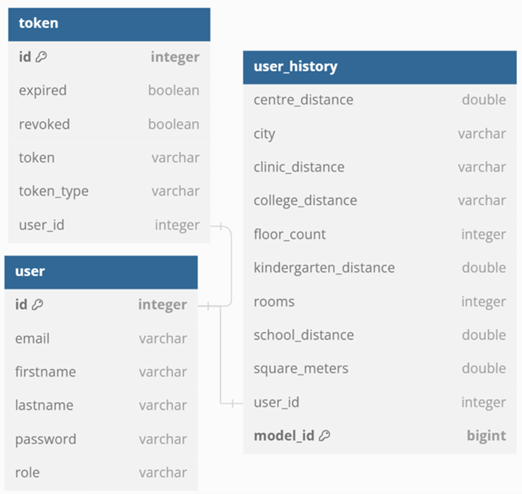 token
id integer
expired boolean
revoked boolean
token varchar
token_type varchar
user_id integer
user
id integer
email varchar
firstname varchar
lastname varchar
password varchar
role varchar
user_history
centre_distance double
city varchar
clinic_distance varchar
college_distance varchar
floor_count integer
kindergarten_distance double
rooms integer
school_distance double
square_meters double
user_id integer
model_id bigint